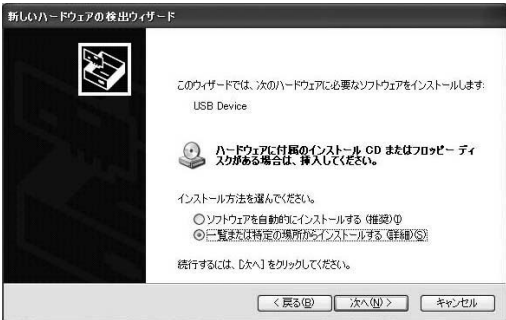 新しいハードウェアの検出ウィザード
このウィザードでは、次のハードウェアに必要なソフトウェアをインストールします:
USB Device
ハードウェアに付属のインストール CD またはフロッピー ディ
スクがある場合は、挿入してください。
インストール方法を選んでください。
ソフトウェアを自動的にインストールする (推奨)(I)
一覧または特定の場所からインストールする (詳細)(S)
続行するには、[次へ] をクリックしてください。
< 戻る(B)
次へ(N) >
キャンセル